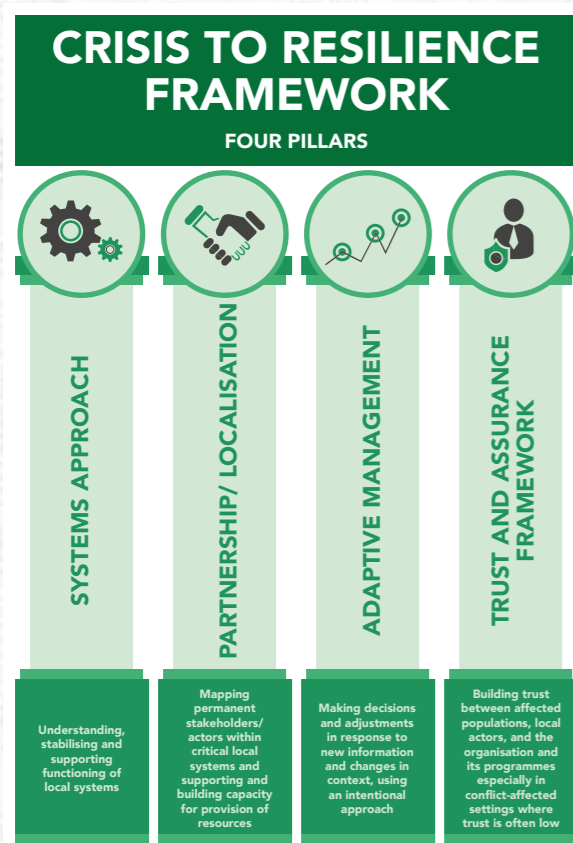 CRISIS TO RESILIENCE
FRAMEWORK
FOUR PILLARS
SYSTEMS APPROACH
Understanding,
stabilising and
supporting
functioning of
local systems
PARTNERSHIP/ LOCALISATION
Mapping
permanent
stakeholders/
actors within
critical local
systems and
supporting and
building capacity
for provision of
resources
ADAPTIVE MANAGEMENT
Making decisions
and adjustments
in response to
new information
and changes in
context, using
an intentional
approach
TRUST AND ASSURANCE
FRAMEWORK
Building trust
between affected
populations, local
actors, and the
organisation and
its programmes
especially in
conflict-affected
settings where
trust is often low